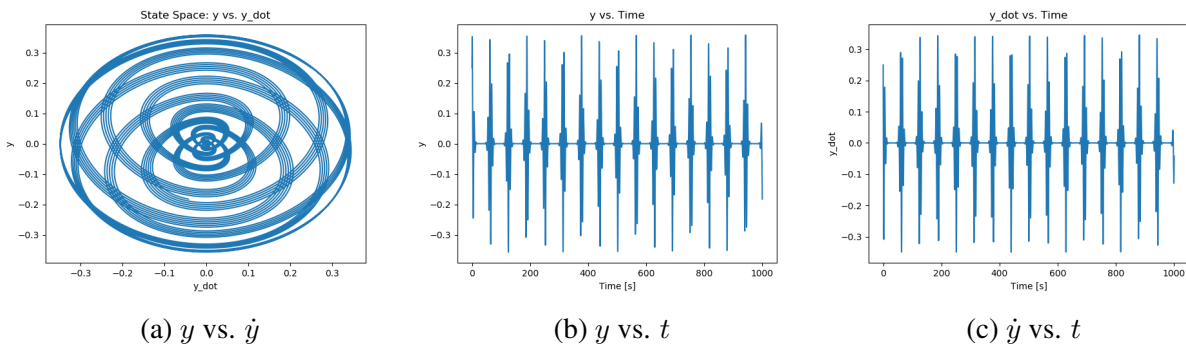 State Space: y vs. y_dot
y
0.3
0.2
0.1
0.0
−0.1
−0.2
−0.3
−0.3 −0.2 −0.1 0.0 0.1 0.2 0.3
y_dot
(a) y vs. ẏ
y vs. Time
y
0.3
0.2
0.1
0.0
−0.1
−0.2
−0.3
0 200 400 600 800 1000
Time [s]
(b) y vs. t
y_dot vs. Time
y_dot
0.3
0.2
0.1
0.0
−0.1
−0.2
−0.3
0 200 400 600 800 1000
Time [s]
(c) ẏ vs. t